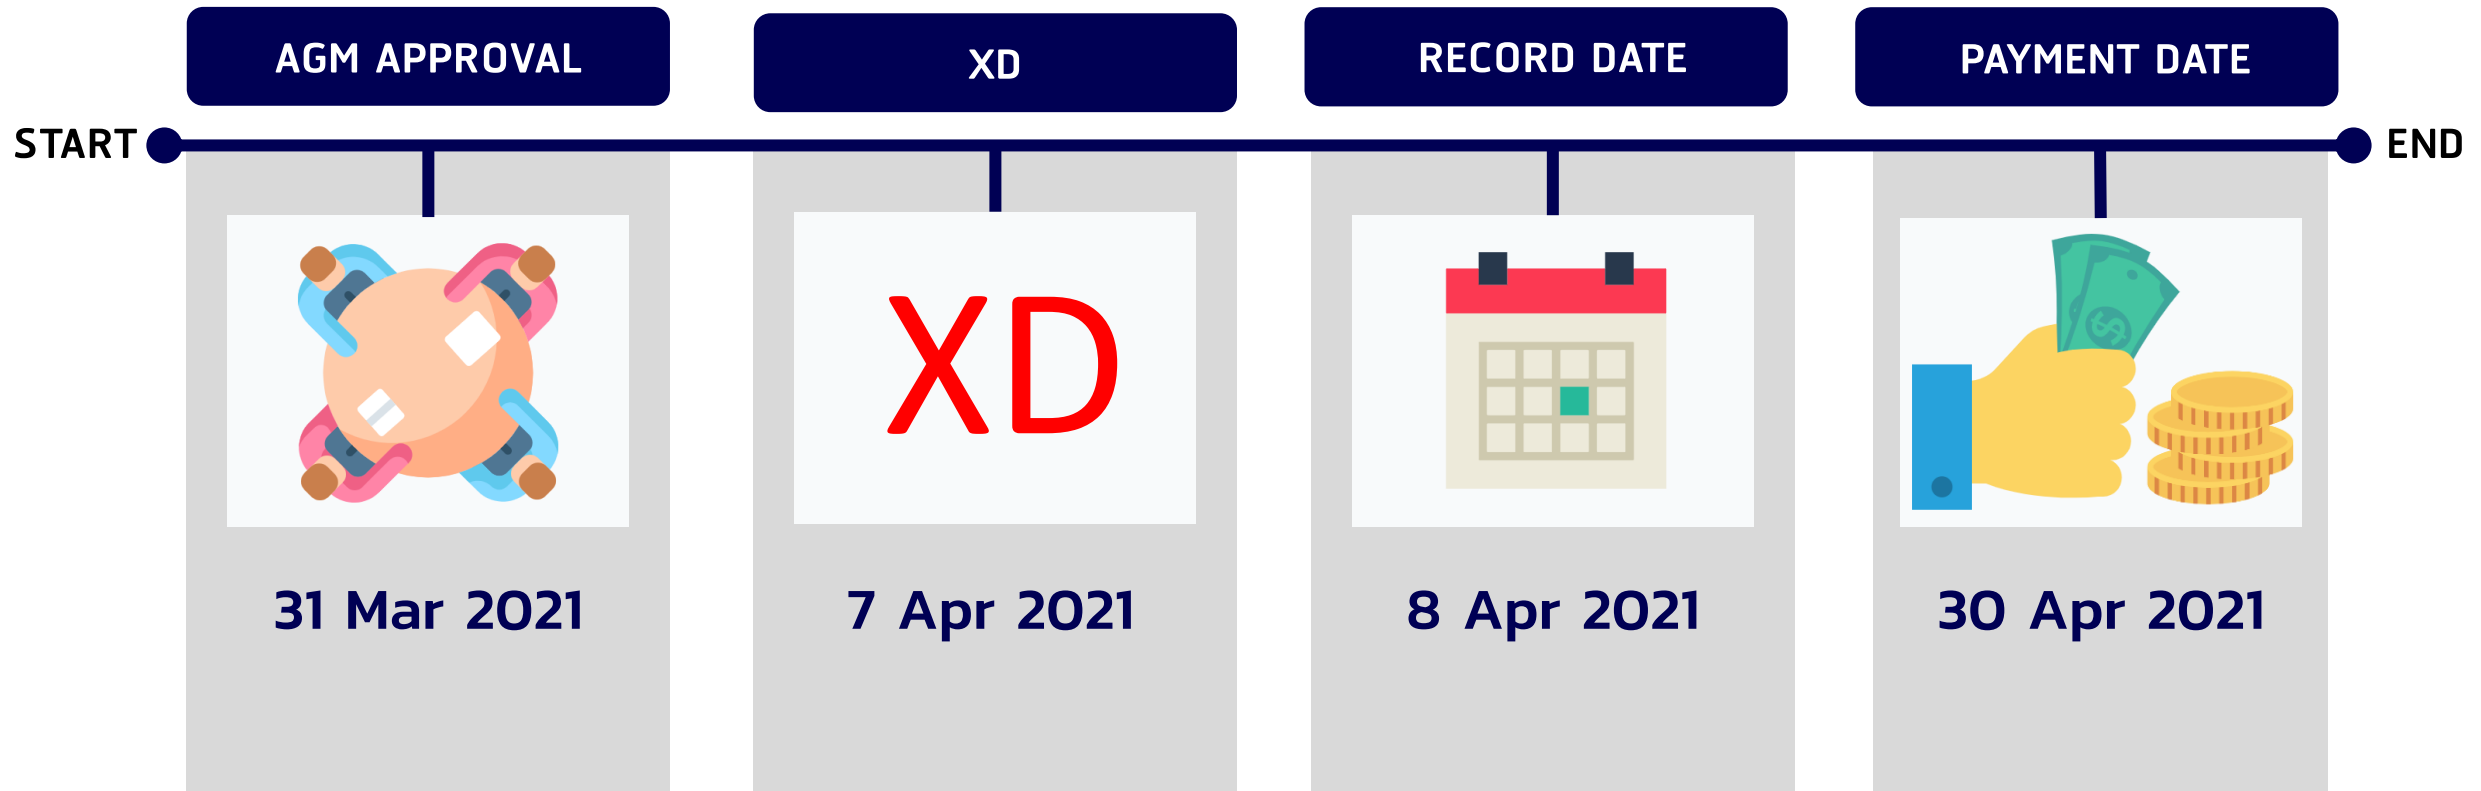 AGM APPROVAL
XD
RECORD DATE
PAYMENT DATE
START
END
XD
31 Mar 2021
7 Apr 2021
8 Apr 2021
30 Apr 2021